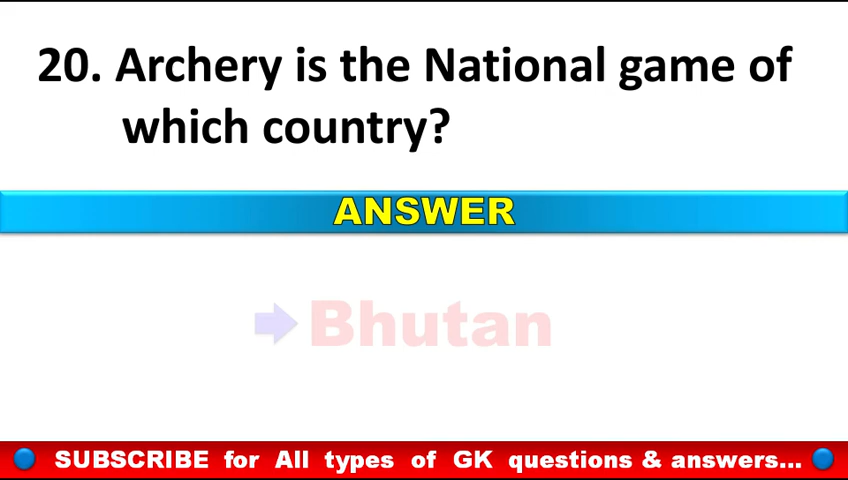 20. Archery is the National game of
which country?
ANSWER
Bhutan
SUBSCRIBE for All types of GK questions & answers...